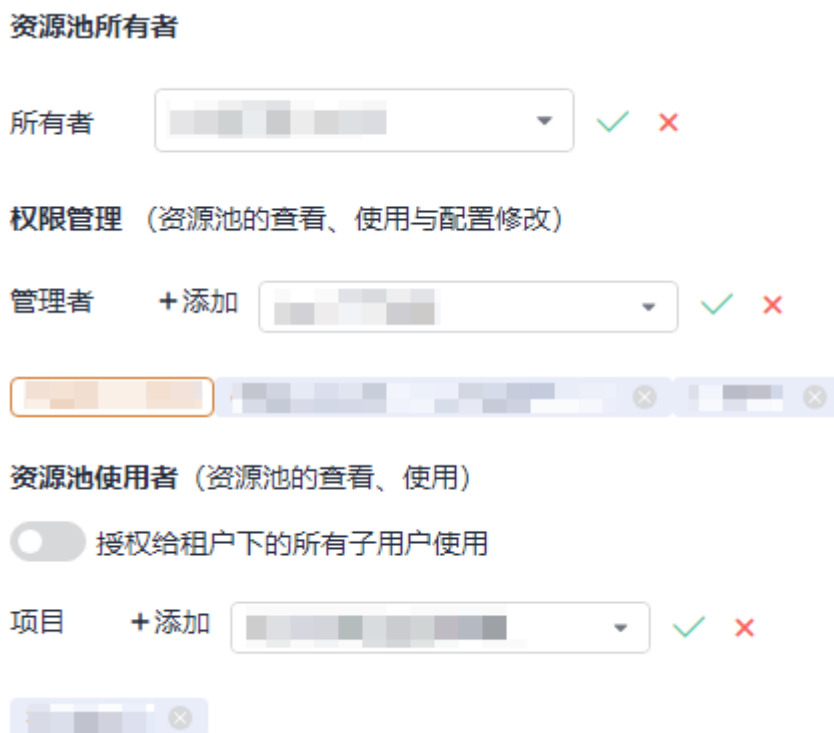 资源池所有者
所有者
权限管理 （资源池的查看、使用与配置修改）
管理者 +添加
资源池使用者（资源池的查看、使用）
授权给租户下的所有子用户使用
项目 +添加